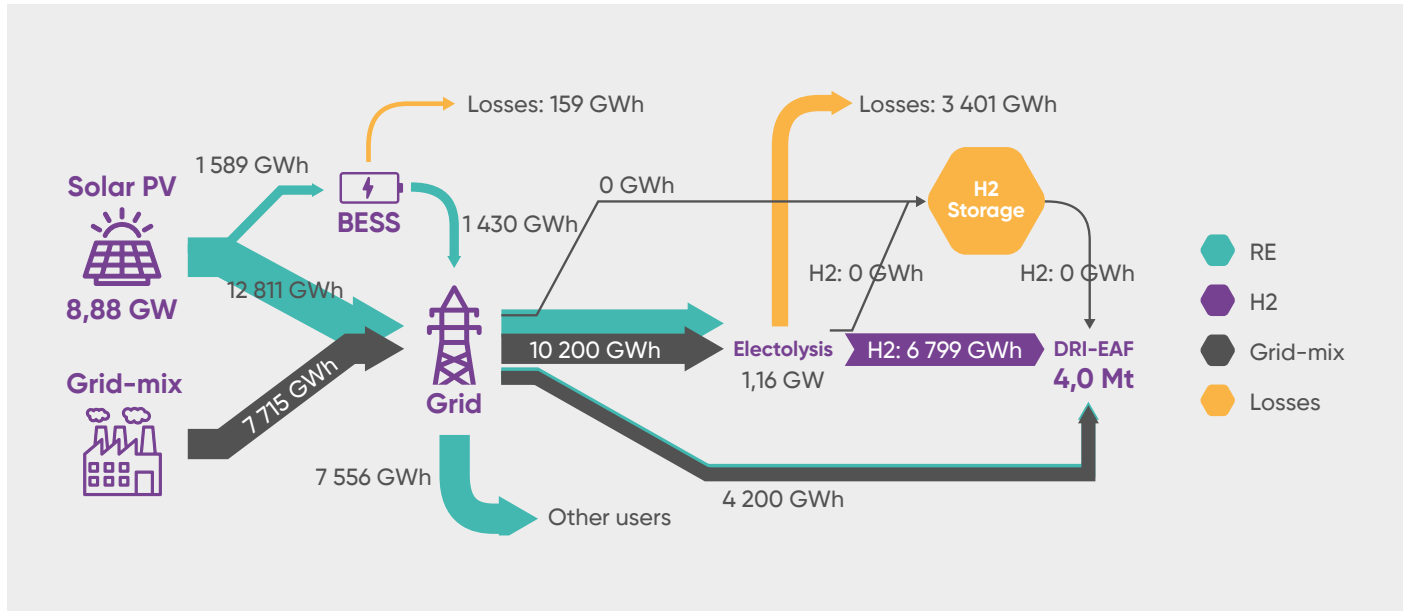 Losses: 159 GWh
Losses: 3 401 GWh
1 589 GWh
Solar PV
8,88 GW
BESS
1 430 GWh
0 GWh
H2
Storage
12 811 GWh
H2: 0 GWh
H2: 0 GWh
Grid-mix
7 715 GWh
Grid
10 200 GWh
Electolysis
1,16 GW
H2: 6 799 GWh
DRI-EAF
4,0 Mt
7 556 GWh
Other users
4 200 GWh
RE
H2
Grid-mix
Losses